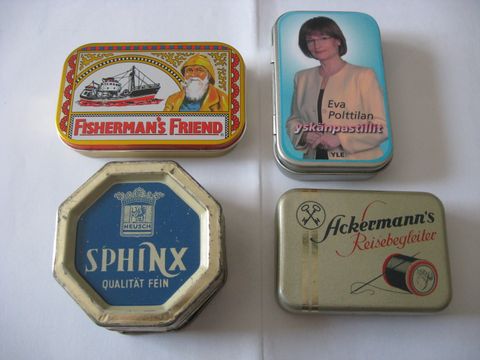 FISHERMAN'S FRIEND
Eva
Polttilan
yskänpastillit
YLE
HEUSCH
SPHINX
QUALITÄT FEIN
Ackermann's
Reisebegleiter